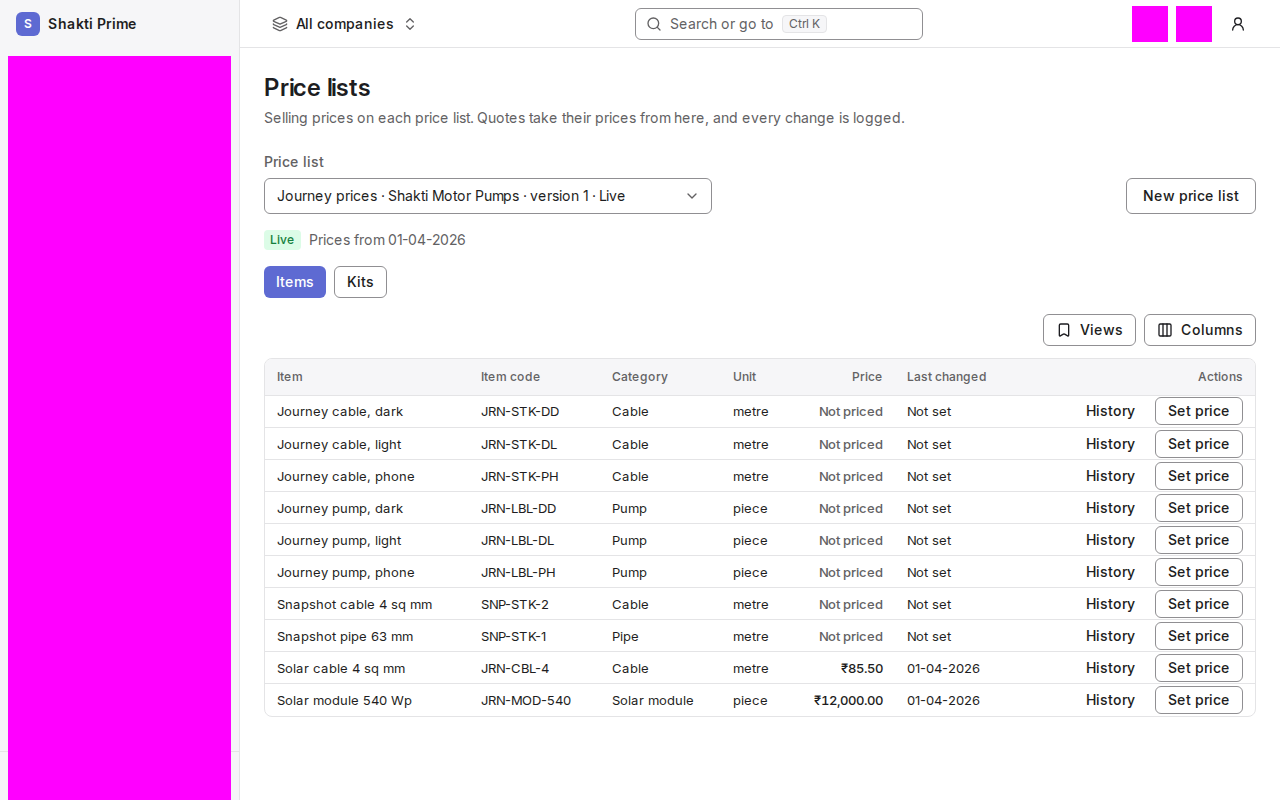 S Shakti Prime
All companies
Search or go to Ctrl K
Price lists
Selling prices on each price list. Quotes take their prices from here, and every change is logged.
Price list
Journey prices · Shakti Motor Pumps · version 1 · Live
New price list
Live Prices from 01-04-2026
Items Kits
Views Columns
Item Item code Category Unit Price Last changed Actions
Journey cable, dark JRN-STK-DD Cable metre Not priced Not set History Set price
Journey cable, light JRN-STK-DL Cable metre Not priced Not set History Set price
Journey cable, phone JRN-STK-PH Cable metre Not priced Not set History Set price
Journey pump, dark JRN-LBL-DD Pump piece Not priced Not set History Set price
Journey pump, light JRN-LBL-DL Pump piece Not priced Not set History Set price
Journey pump, phone JRN-LBL-PH Pump piece Not priced Not set History Set price
Snapshot cable 4 sq mm SNP-STK-2 Cable metre Not priced Not set History Set price
Snapshot pipe 63 mm SNP-STK-1 Pipe metre Not priced Not set History Set price
Solar cable 4 sq mm JRN-CBL-4 Cable metre ₹85.50 01-04-2026 History Set price
Solar module 540 Wp JRN-MOD-540 Solar module piece ₹12,000.00 01-04-2026 History Set price